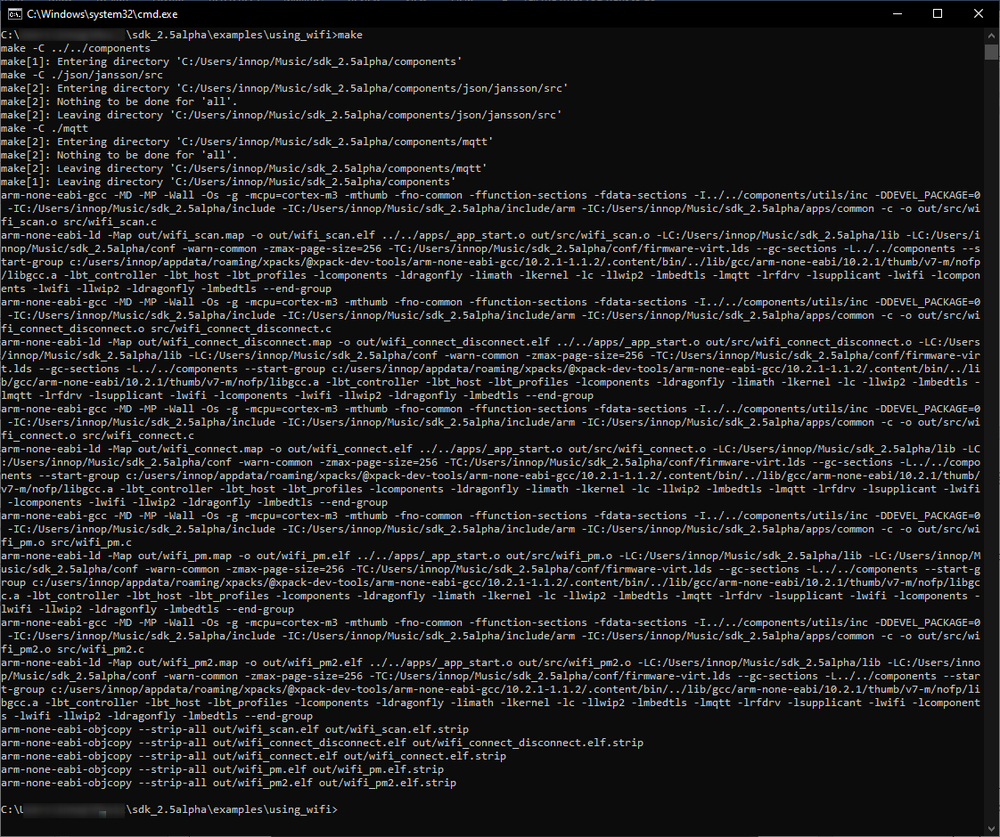 C:\Windows\system32\cmd.exe
C:\ \sdk_2.5alpha\examples\using_wifi>make
make -C ../../components
make[1]: Entering directory 'C:/Users/innop/Music/sdk_2.5alpha/components'
make -C ./json/jansson/src
make[2]: Entering directory 'C:/Users/innop/Music/sdk_2.5alpha/components/json/jansson/src'
make[2]: Nothing to be done for 'all'.
make[2]: Leaving directory 'C:/Users/innop/Music/sdk_2.5alpha/components/json/jansson/src'
make -C ./mqtt
make[2]: Entering directory 'C:/Users/innop/Music/sdk_2.5alpha/components/mqtt'
make[2]: Nothing to be done for 'all'.
make[2]: Leaving directory 'C:/Users/innop/Music/sdk_2.5alpha/components/mqtt'
make[1]: Leaving directory 'C:/Users/innop/Music/sdk_2.5alpha/components'
arm-none-eabi-gcc -MD -MP -Wall -Os -g -mcpu=cortex-m3 -mthumb -fno-common -ffunction-sections -fdata-sections -I../../components/utils/inc -DDEVEL_PACKAGE=0
 -IC:/Users/innop/Music/sdk_2.5alpha/include -IC:/Users/innop/Music/sdk_2.5alpha/include/arm -IC:/Users/innop/Music/sdk_2.5alpha/apps/common -c -o out/src/wi
fi_scan.o src/wifi_scan.c
arm-none-eabi-ld -Map out/wifi_scan.map -o out/wifi_scan.elf ../../apps/_app_start.o out/src/wifi_scan.o -LC:/Users/innop/Music/sdk_2.5alpha/lib -LC:/Users/i
nnop/Music/sdk_2.5alpha/conf -warn-common -zmax-page-size=256 -TC:/Users/innop/Music/sdk_2.5alpha/conf/firmware-virt.lds --gc-sections -L../../components --s
tart-group c:/users/innop/appdata/roaming/xpacks/@xpack-dev-tools/arm-none-eabi-gcc/10.2.1-1.1.2/.content/bin/../lib/gcc/arm-none-eabi/10.2.1/thumb/v7-m/nofp
/libgcc.a -lbt_controller -lbt_host -lbt_profiles -lcomponents -ldragonfly -limath -lkernel -lc -llwip2 -lmbedtls -lmqtt -lrfdrv -lsupplicant -lwifi -lcompon
ents -lwifi -llwip2 -ldragonfly -lmbedtls --end-group
arm-none-eabi-gcc -MD -MP -Wall -Os -g -mcpu=cortex-m3 -mthumb -fno-common -ffunction-sections -fdata-sections -I../../components/utils/inc -DDEVEL_PACKAGE=0
 -IC:/Users/innop/Music/sdk_2.5alpha/include -IC:/Users/innop/Music/sdk_2.5alpha/include/arm -IC:/Users/innop/Music/sdk_2.5alpha/apps/common -c -o out/src/wi
fi_connect_disconnect.o src/wifi_connect_disconnect.c
arm-none-eabi-ld -Map out/wifi_connect_disconnect.map -o out/wifi_connect_disconnect.elf ../../apps/_app_start.o out/src/wifi_connect_disconnect.o -LC:/Users
/innop/Music/sdk_2.5alpha/lib -LC:/Users/innop/Music/sdk_2.5alpha/conf -warn-common -zmax-page-size=256 -TC:/Users/innop/Music/sdk_2.5alpha/conf/firmware-vir
t.lds --gc-sections -L../../components --start-group c:/users/innop/appdata/roaming/xpacks/@xpack-dev-tools/arm-none-eabi-gcc/10.2.1-1.1.2/.content/bin/../li
b/gcc/arm-none-eabi/10.2.1/thumb/v7-m/nofp/libgcc.a -lbt_controller -lbt_host -lbt_profiles -lcomponents -ldragonfly -limath -lkernel -lc -llwip2 -lmbedtls -
lmqtt -lrfdrv -lsupplicant -lwifi -lcomponents -lwifi -llwip2 -ldragonfly -lmbedtls --end-group
arm-none-eabi-gcc -MD -MP -Wall -Os -g -mcpu=cortex-m3 -mthumb -fno-common -ffunction-sections -fdata-sections -I../../components/utils/inc -DDEVEL_PACKAGE=0
 -IC:/Users/innop/Music/sdk_2.5alpha/include -IC:/Users/innop/Music/sdk_2.5alpha/include/arm -IC:/Users/innop/Music/sdk_2.5alpha/apps/common -c -o out/src/wi
fi_connect.o src/wifi_connect.c
arm-none-eabi-ld -Map out/wifi_connect.map -o out/wifi_connect.elf ../../apps/_app_start.o out/src/wifi_connect.o -LC:/Users/innop/Music/sdk_2.5alpha/lib -LC
:/Users/innop/Music/sdk_2.5alpha/conf -warn-common -zmax-page-size=256 -TC:/Users/innop/Music/sdk_2.5alpha/conf/firmware-virt.lds --gc-sections -L../../compo
nents --start-group c:/users/innop/appdata/roaming/xpacks/@xpack-dev-tools/arm-none-eabi-gcc/10.2.1-1.1.2/.content/bin/../lib/gcc/arm-none-eabi/10.2.1/thumb/
v7-m/nofp/libgcc.a -lbt_controller -lbt_host -lbt_profiles -lcomponents -ldragonfly -limath -lkernel -lc -llwip2 -lmbedtls -lmqtt -lrfdrv -lsupplicant -lwifi
 -lcomponents -lwifi -llwip2 -ldragonfly -lmbedtls --end-group
arm-none-eabi-gcc -MD -MP -Wall -Os -g -mcpu=cortex-m3 -mthumb -fno-common -ffunction-sections -fdata-sections -I../../components/utils/inc -DDEVEL_PACKAGE=0
 -IC:/Users/innop/Music/sdk_2.5alpha/include -IC:/Users/innop/Music/sdk_2.5alpha/include/arm -IC:/Users/innop/Music/sdk_2.5alpha/apps/common -c -o out/src/wi
fi_pm.o src/wifi_pm.c
arm-none-eabi-ld -Map out/wifi_pm.map -o out/wifi_pm.elf ../../apps/_app_start.o out/src/wifi_pm.o -LC:/Users/innop/Music/sdk_2.5alpha/lib -LC:/Users/innop/M
usic/sdk_2.5alpha/conf -warn-common -zmax-page-size=256 -TC:/Users/innop/Music/sdk_2.5alpha/conf/firmware-virt.lds --gc-sections -L../../components --start-g
roup c:/users/innop/appdata/roaming/xpacks/@xpack-dev-tools/arm-none-eabi-gcc/10.2.1-1.1.2/.content/bin/../lib/gcc/arm-none-eabi/10.2.1/thumb/v7-m/nofp/libgc
c.a -lbt_controller -lbt_host -lbt_profiles -lcomponents -ldragonfly -limath -lkernel -lc -llwip2 -lmbedtls -lmqtt -lrfdrv -lsupplicant -lwifi -lcomponents -
lwifi -llwip2 -ldragonfly -lmbedtls --end-group
arm-none-eabi-gcc -MD -MP -Wall -Os -g -mcpu=cortex-m3 -mthumb -fno-common -ffunction-sections -fdata-sections -I../../components/utils/inc -DDEVEL_PACKAGE=0
 -IC:/Users/innop/Music/sdk_2.5alpha/include -IC:/Users/innop/Music/sdk_2.5alpha/include/arm -IC:/Users/innop/Music/sdk_2.5alpha/apps/common -c -o out/src/wi
fi_pm2.o src/wifi_pm2.c
arm-none-eabi-ld -Map out/wifi_pm2.map -o out/wifi_pm2.elf ../../apps/_app_start.o out/src/wifi_pm2.o -LC:/Users/innop/Music/sdk_2.5alpha/lib -LC:/Users/inno
p/Music/sdk_2.5alpha/conf -warn-common -zmax-page-size=256 -TC:/Users/innop/Music/sdk_2.5alpha/conf/firmware-virt.lds --gc-sections -L../../components --star
t-group c:/users/innop/appdata/roaming/xpacks/@xpack-dev-tools/arm-none-eabi-gcc/10.2.1-1.1.2/.content/bin/../lib/gcc/arm-none-eabi/10.2.1/thumb/v7-m/nofp/li
bgcc.a -lbt_controller -lbt_host -lbt_profiles -lcomponents -ldragonfly -limath -lkernel -lc -llwip2 -lmbedtls -lmqtt -lrfdrv -lsupplicant -lwifi -lcomponent
s -lwifi -llwip2 -ldragonfly -lmbedtls --end-group
arm-none-eabi-objcopy --strip-all out/wifi_scan.elf out/wifi_scan.elf.strip
arm-none-eabi-objcopy --strip-all out/wifi_connect_disconnect.elf out/wifi_connect_disconnect.elf.strip
arm-none-eabi-objcopy --strip-all out/wifi_connect.elf out/wifi_connect.elf.strip
arm-none-eabi-objcopy --strip-all out/wifi_pm.elf out/wifi_pm.elf.strip
arm-none-eabi-objcopy --strip-all out/wifi_pm2.elf out/wifi_pm2.elf.strip
C:\ \sdk_2.5alpha\examples\using_wifi>